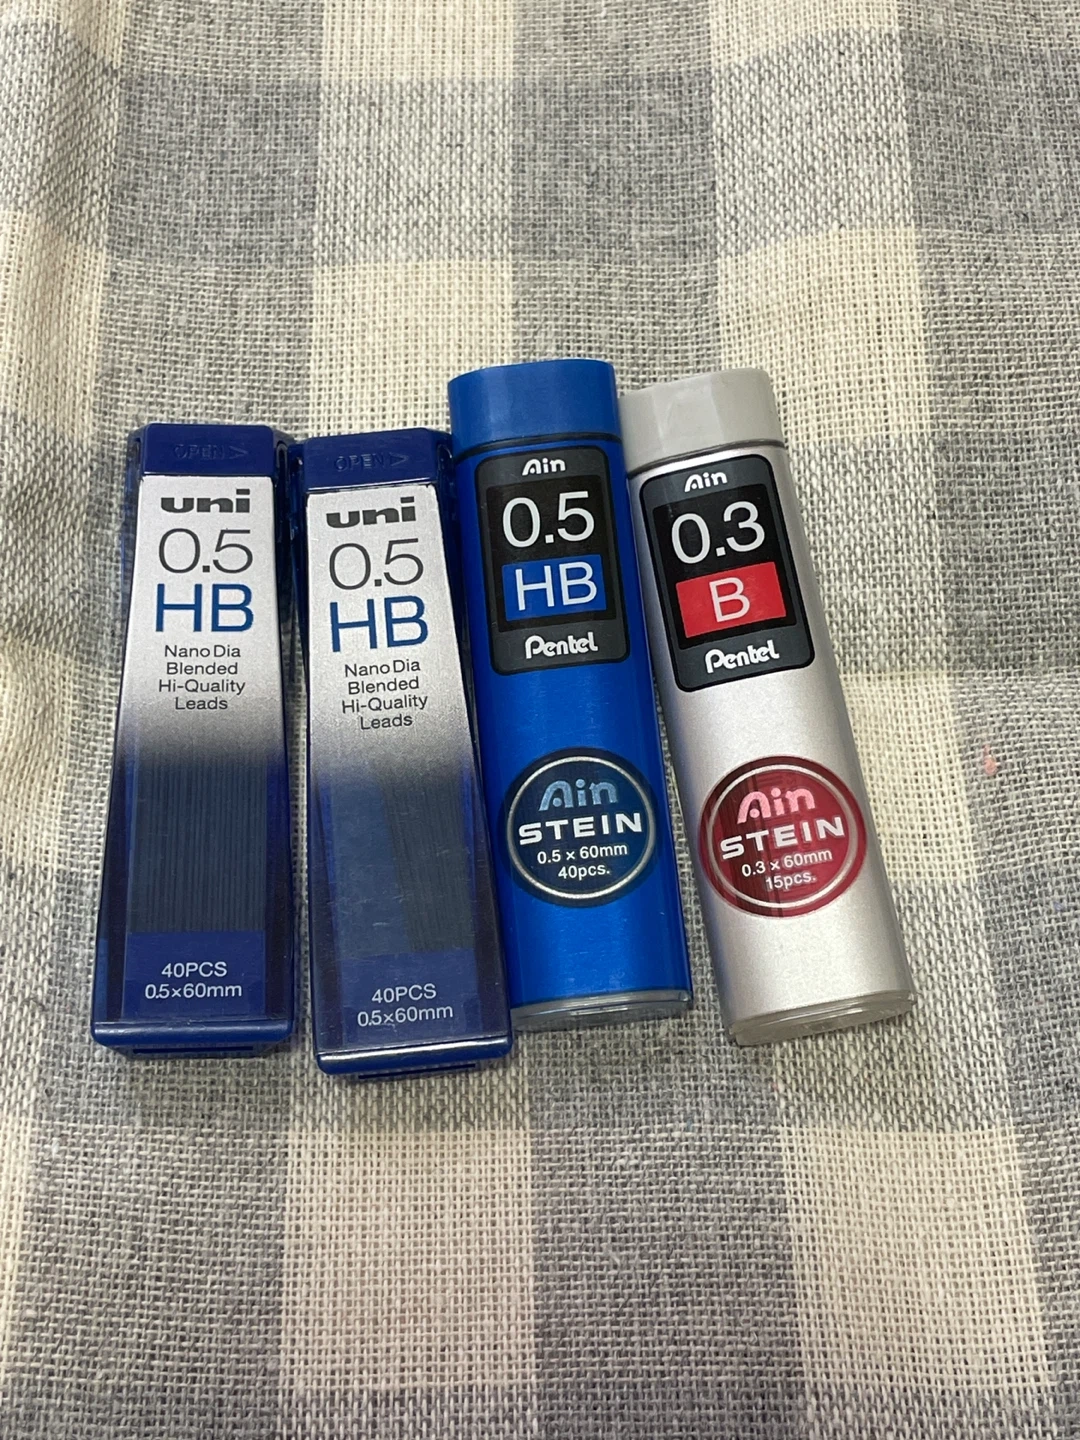 OPEN >
uni
0.5
HB
Nano Dia
Blended
Hi-Quality
Leads
40PCS
0.5×60mm
OPEN >
uni
0.5
HB
Nano Dia
Blended
Hi-Quality
Leads
40PCS
0.5×60mm
Ain
0.5
HB
Pentel
Ain
STEIN
0.5 × 60mm
40pcs.
Ain
0.3
B
Pentel
Ain
STEIN
0.3 × 60mm
15pcs.